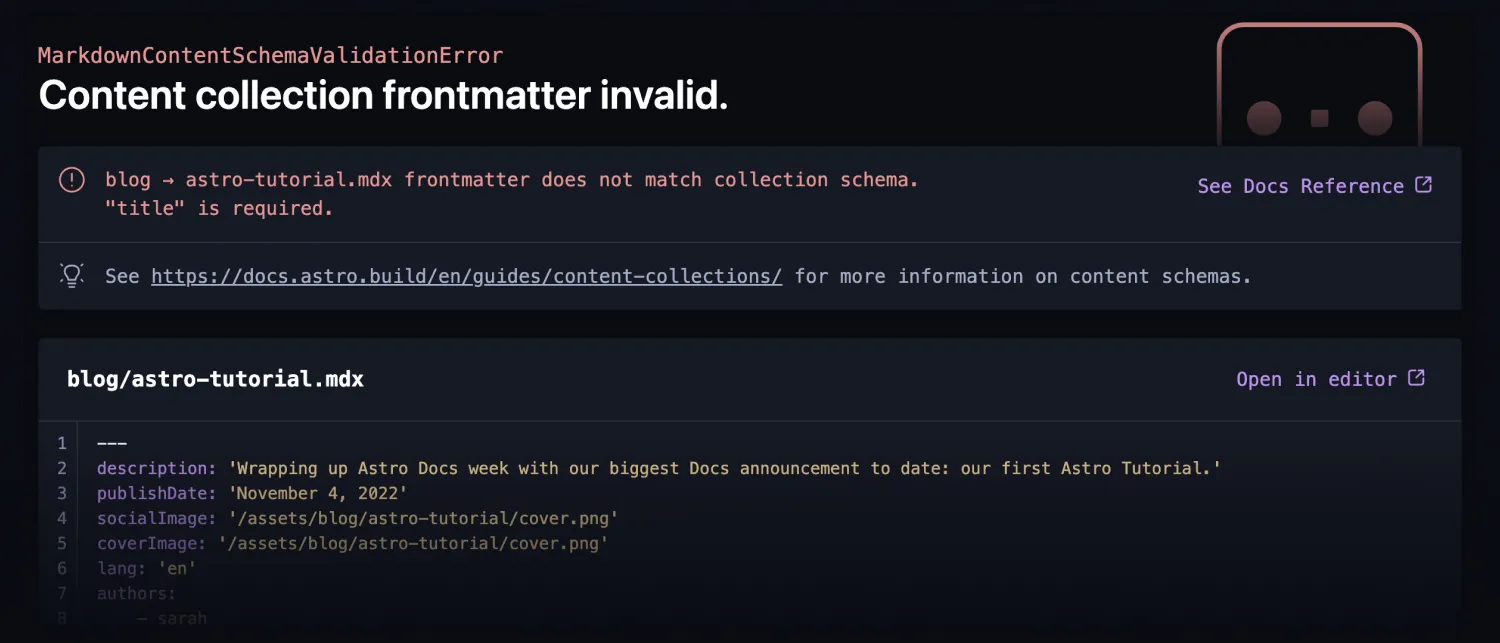 MarkdownContentSchemaValidationError
Content collection frontmatter invalid.
blog → astro-tutorial.mdx frontmatter does not match collection schema.
"title" is required.
See Docs Reference
See https://docs.astro.build/en/guides/content-collections/ for more information on content schemas.
blog/astro-tutorial.mdx
Open in editor
1 ---
2 description: 'Wrapping up Astro Docs week with our biggest Docs announcement to date: our first Astro Tutorial.'
3 publishDate: 'November 4, 2022'
4 socialImage: '/assets/blog/astro-tutorial/cover.png'
5 coverImage: '/assets/blog/astro-tutorial/cover.png'
6 lang: 'en'
7 authors:
8 - sarah